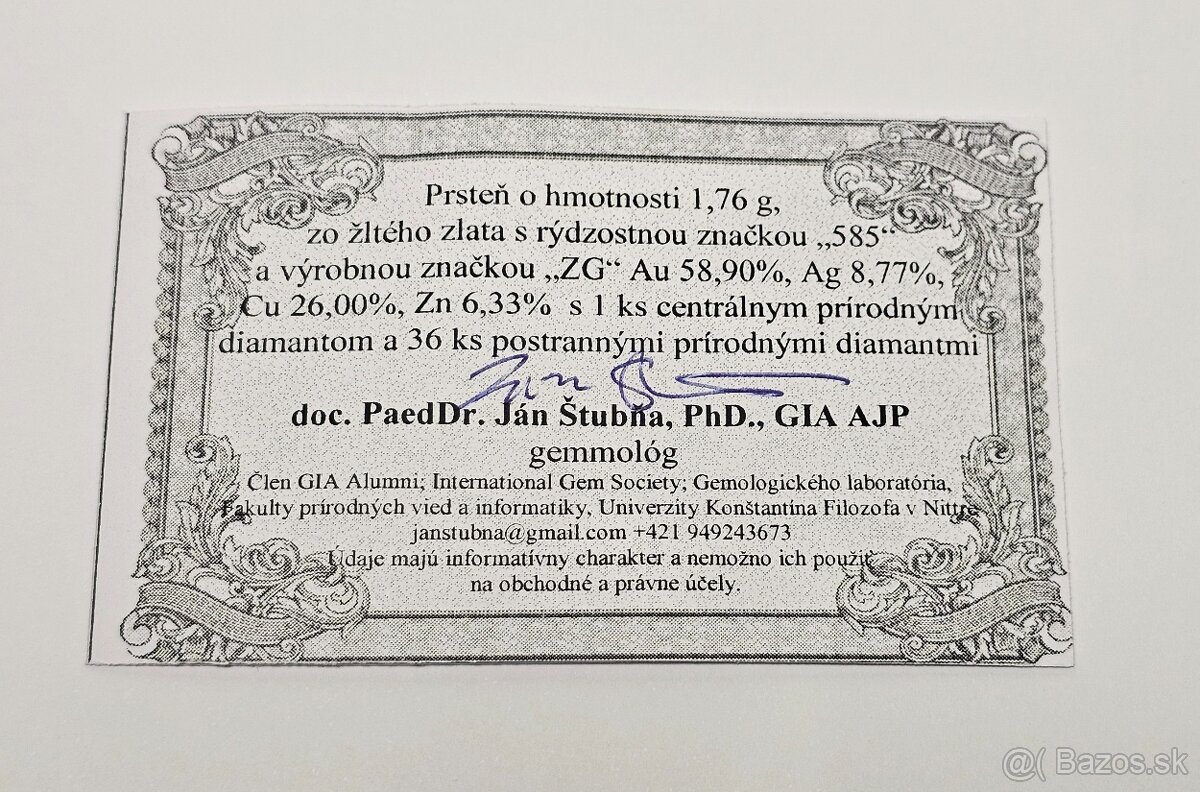 Prsteň o hmotnosti 1,76 g,
zo žltého zlata s rýdzostnou značkou „585“
a výrobnou značkou „ZG“ Au 58,90%, Ag 8,77%,
Cu 26,00%, Zn 6,33% s 1 ks centrálnym prírodným
diamantom a 36 ks postrannými prírodnými diamantmi
doc. PaedDr. Ján Štubňa, PhD., GIA AJP
gemmológ
Člen GIA Alumni; International Gem Society; Gemologického laboratória,
Fakulty prírodných vied a informatiky, Univerzity Konštantína Filozofa v Nittre
janstubna@gmail.com +421 949243673
Údaje majú informatívny charakter a nemožno ich použiť
na obchodné a právne účely.
@( Bazos.sk